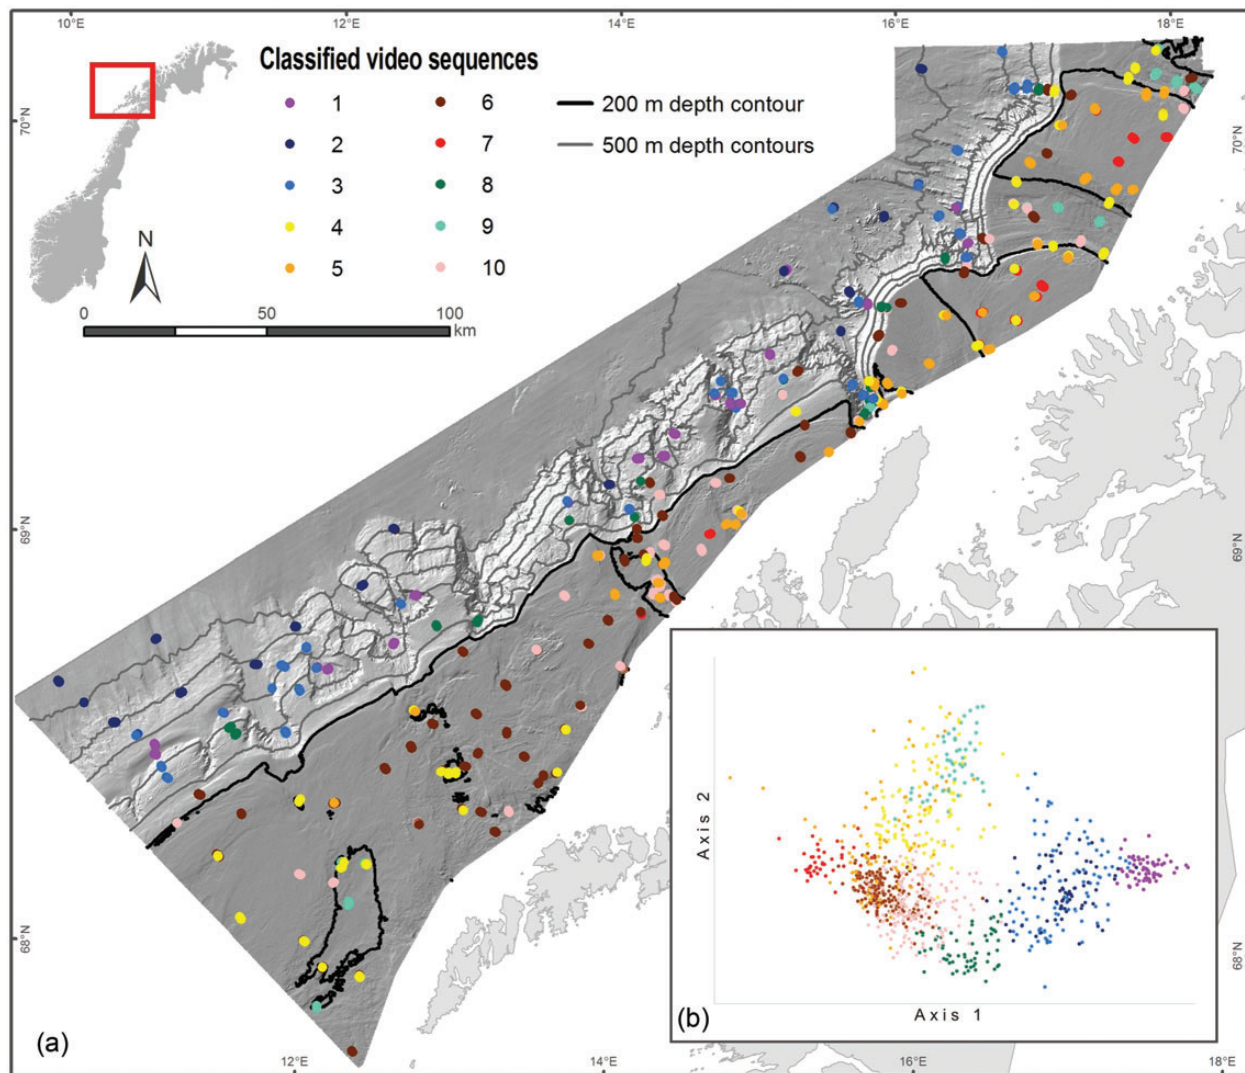 10°E 12°E 14°E 16°E 18°E
Classified video sequences
1 6 200 m depth contour
2 7 500 m depth contours
3 8
4 9
5 10
N
0 50 100
km
70°N
70°N
69°N
69°N
68°N
68°N
Axis 2
Axis 1
(a)
(b)
12°E 14°E 16°E 18°E